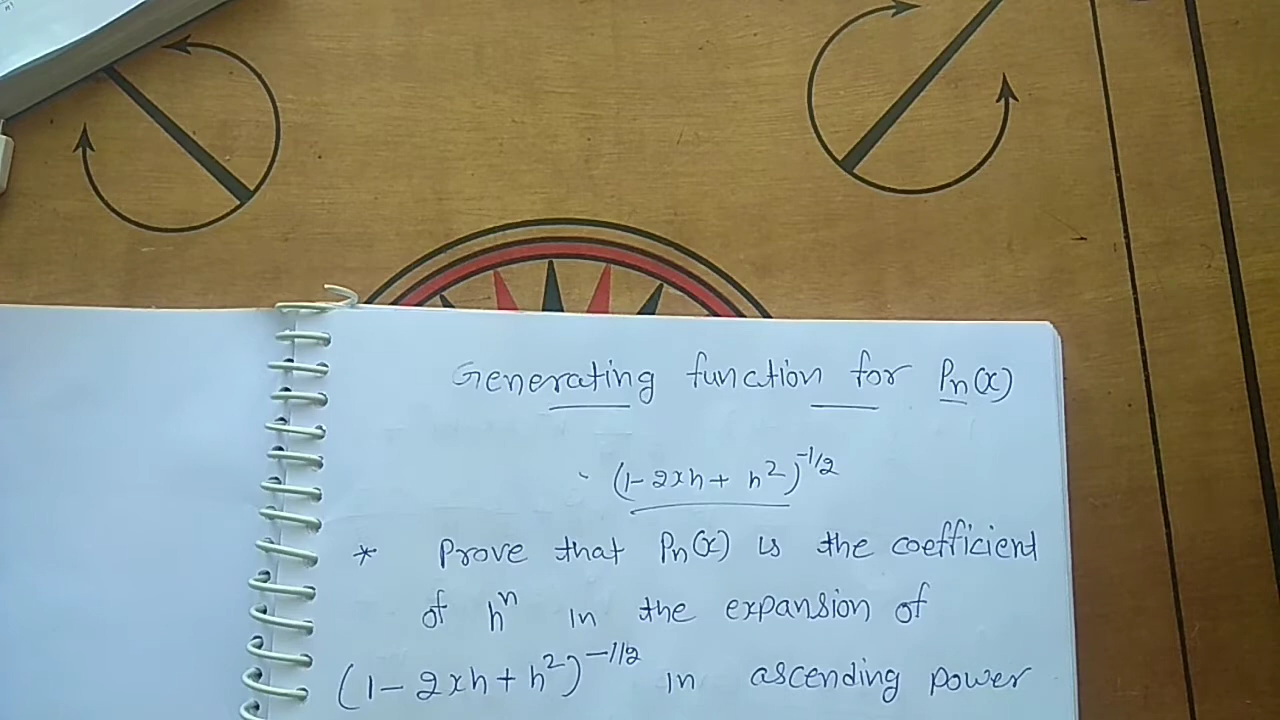 Generating function for Pn(x)
(1-2xh+h²)^-1/2
* Prove that Pn(x) is the coefficient
of hⁿ in the expansion of
(1-2xh+h²)^-1/2 in ascending power